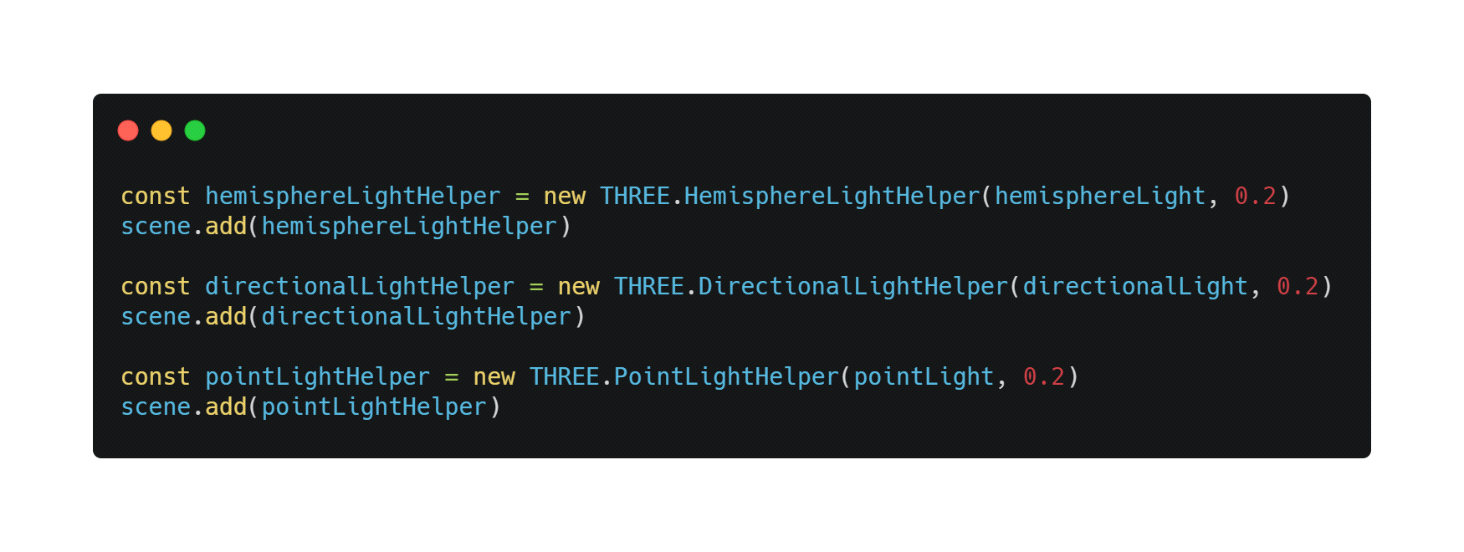 const hemisphereLightHelper = new THREE.HemisphereLightHelper(hemisphereLight, 0.2)
scene.add(hemisphereLightHelper)
const directionalLightHelper = new THREE.DirectionalLightHelper(directionalLight, 0.2)
scene.add(directionalLightHelper)
const pointLightHelper = new THREE.PointLightHelper(pointLight, 0.2)
scene.add(pointLightHelper)